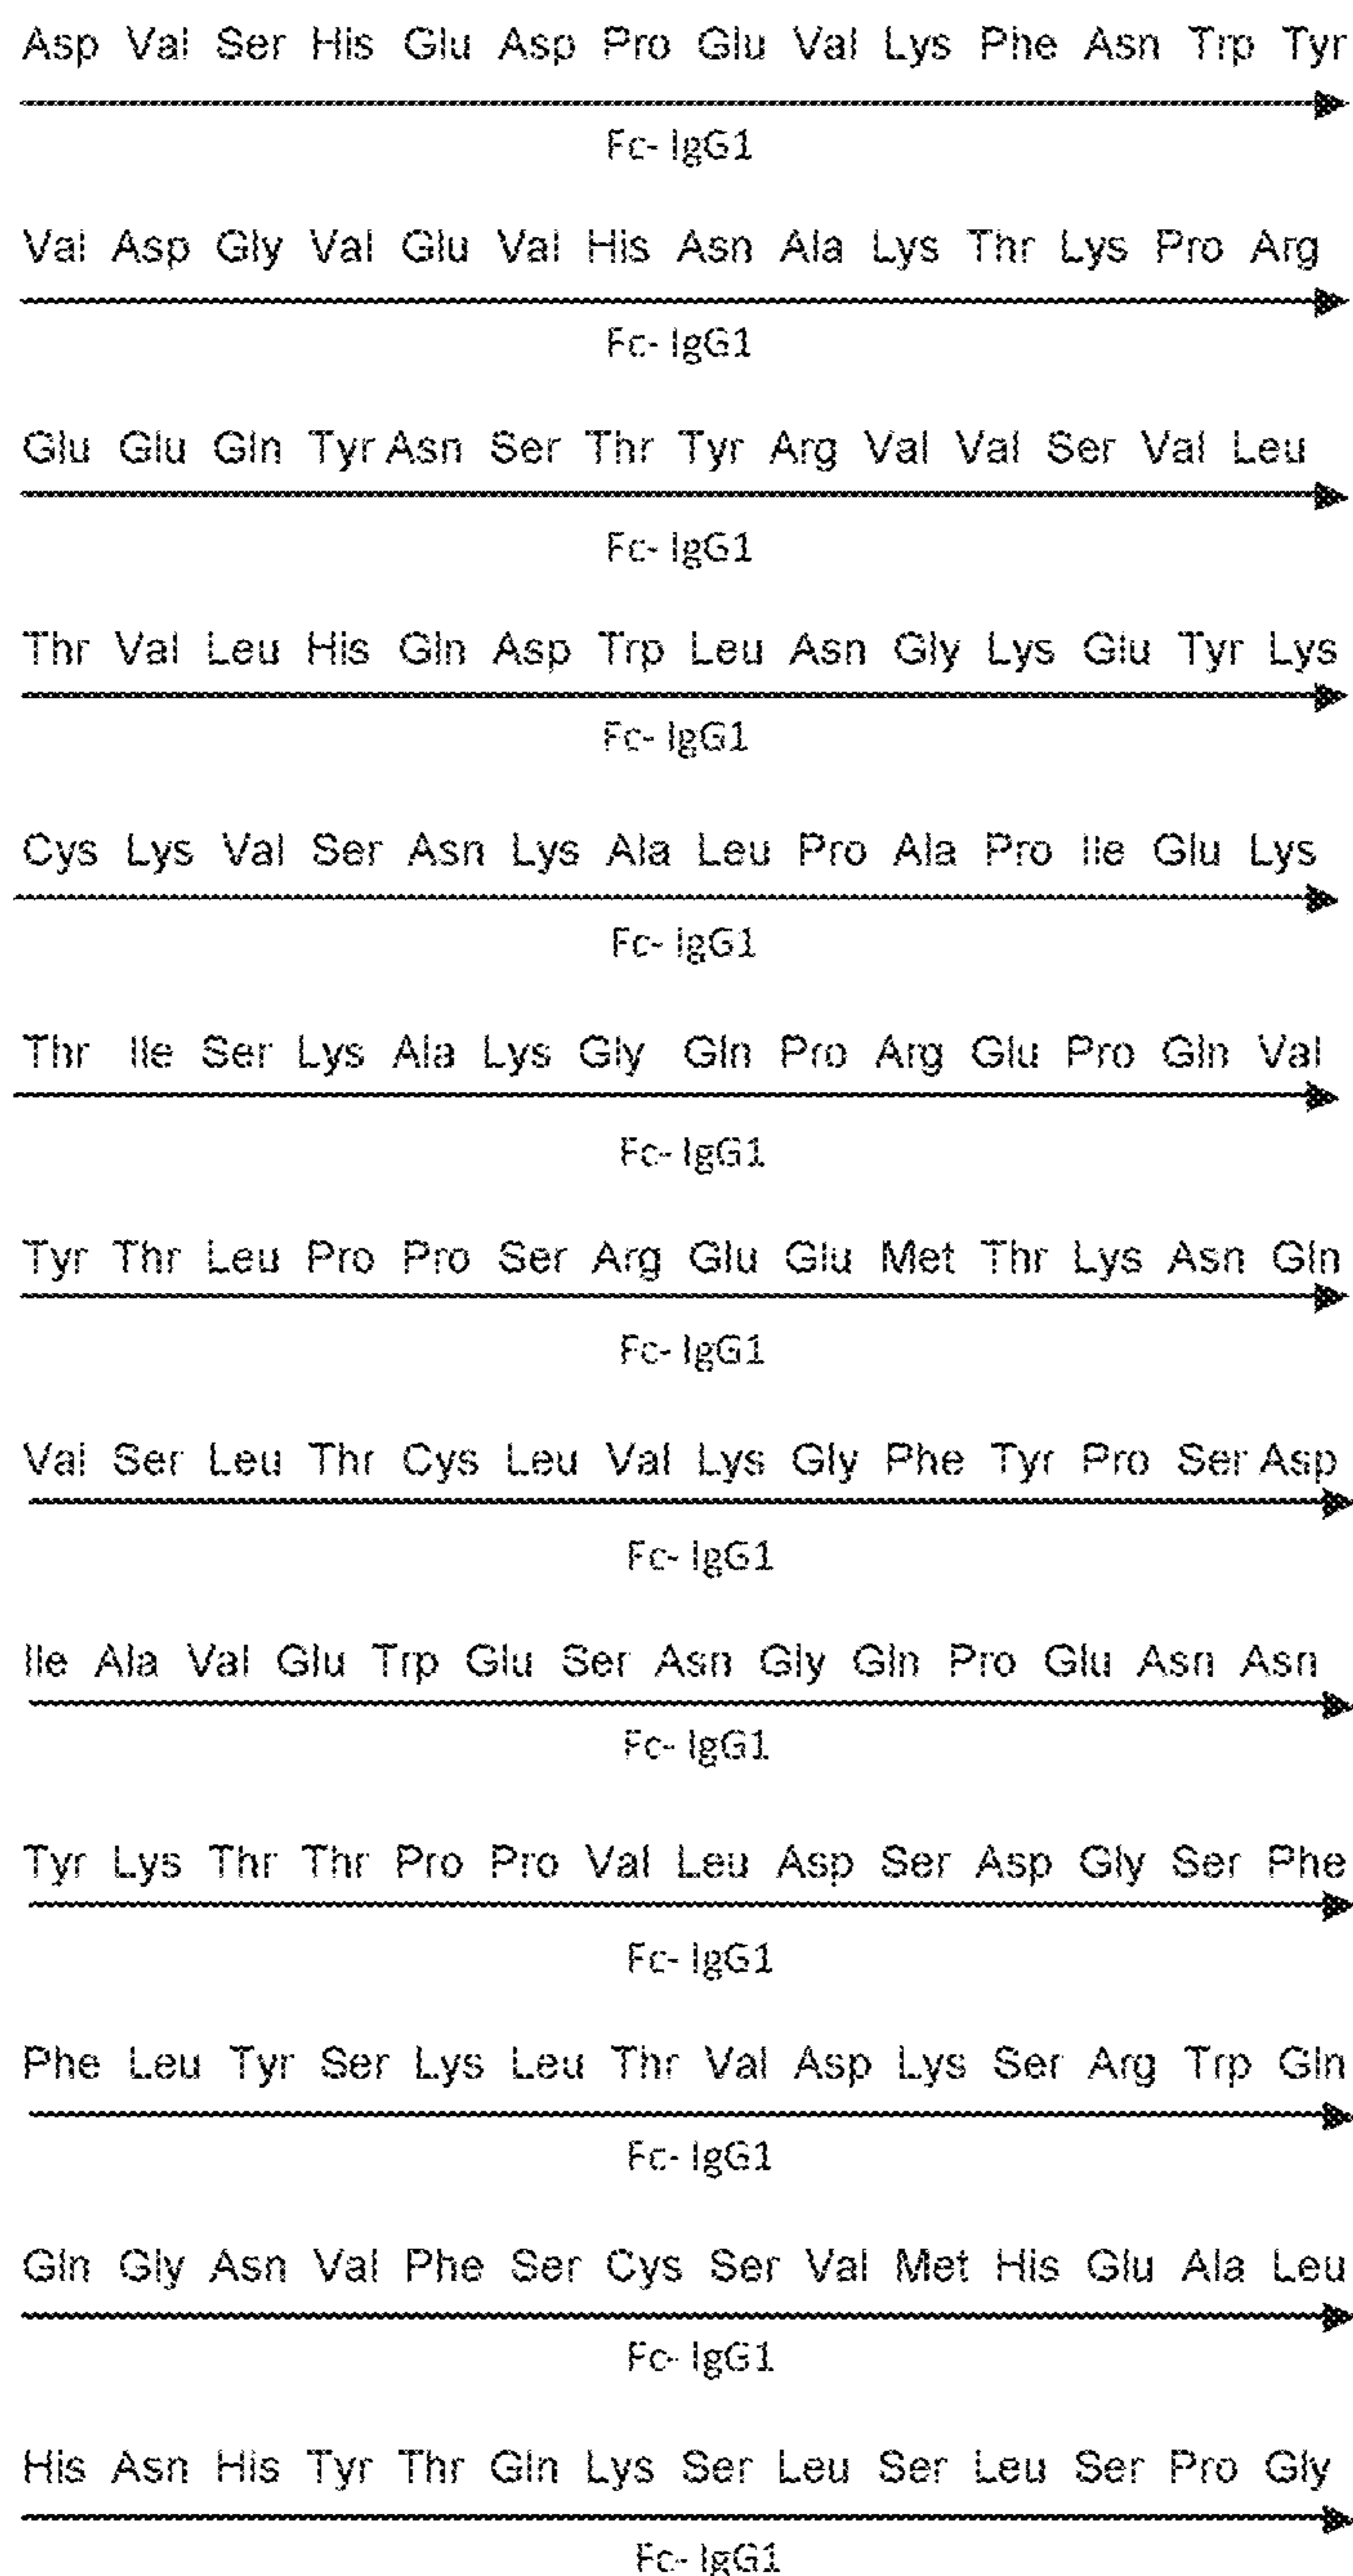 Asp Val Ser His Glu Asp Pro Glu Val Lys Phe Asn Trp Tyr
Fc- IgG1
Val Asp Gly Val Glu Val His Asn Ala Lys Thr Lys Pro Arg
Fc- IgG1
Glu Glu Gln Tyr Asn Ser Thr Tyr Arg Val Val Ser Val Leu
Fc- IgG1
Thr Val Leu His Gln Asp Trp Leu Asn Gly Lys Glu Tyr Lys
Fc- IgG1
Cys Lys Val Ser Asn Lys Ala Leu Pro Ala Pro Ile Glu Lys
Fc- IgG1
Thr Ile Ser Lys Ala Lys Gly Gln Pro Arg Glu Pro Gln Val
Fc- IgG1
Tyr Thr Leu Pro Pro Ser Arg Glu Glu Met Thr Lys Asn Gln
Fc- IgG1
Val Ser Leu Thr Cys Leu Val Lys Gly Phe Tyr Pro Ser Asp
Fc- IgG1
Ile Ala Val Glu Trp Glu Ser Asn Gly Gln Pro Glu Asn Asn
Fc- IgG1
Tyr Lys Thr Thr Pro Pro Val Leu Asp Ser Asp Gly Ser Phe
Fc- IgG1
Phe Leu Tyr Ser Lys Leu Thr Val Asp Lys Ser Arg Trp Gln
Fc- IgG1
Gln Gly Asn Val Phe Ser Cys Ser Val Met His Glu Ala Leu
Fc- IgG1
His Asn His Tyr Thr Gln Lys Ser Leu Ser Leu Ser Pro Gly
Fc- IgG1